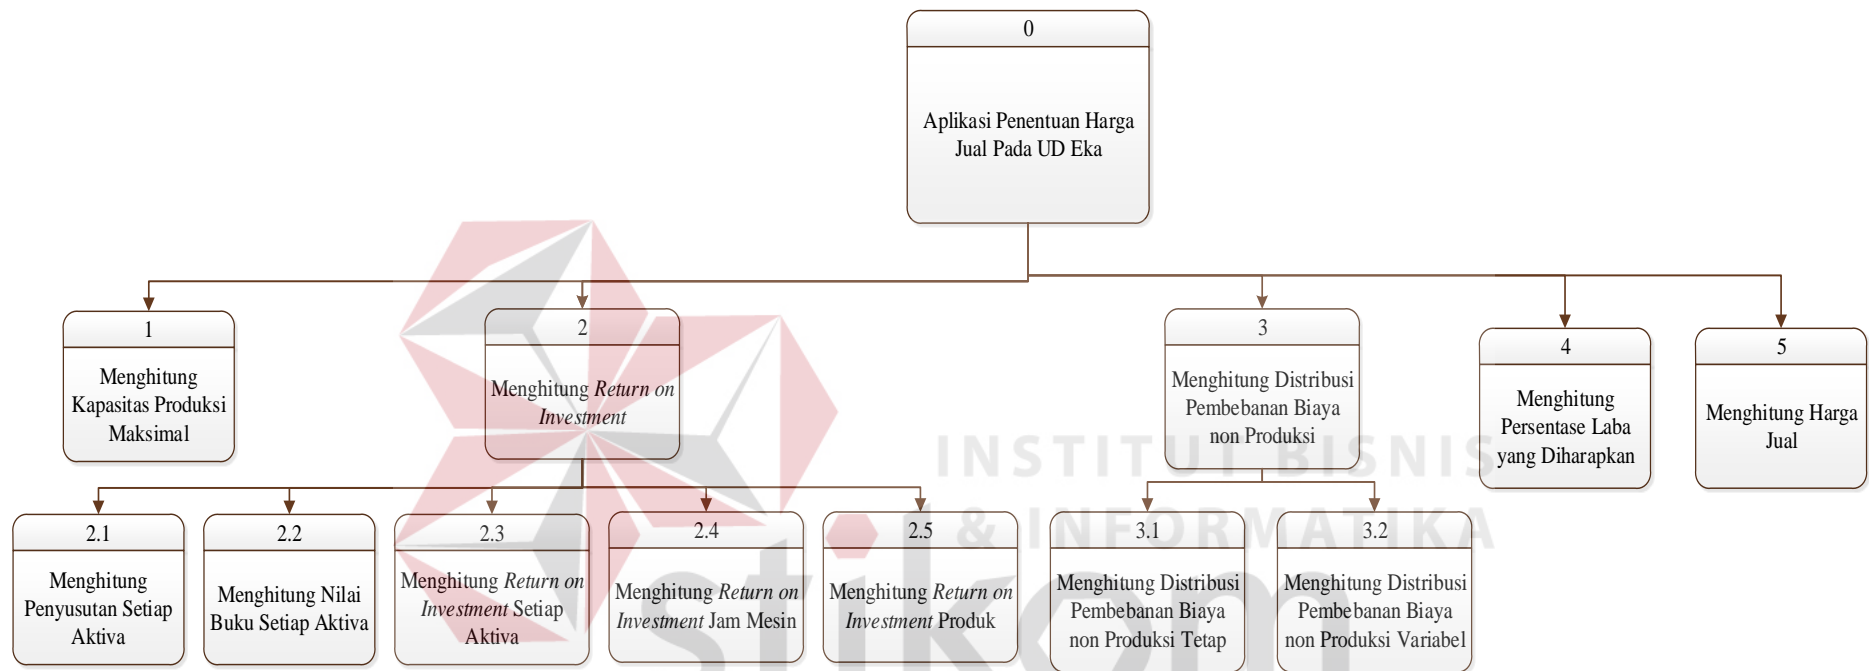 0
Aplikasi Penentuan Harga
Jual Pada UD Eka
1
Menghitung
Kapasitas Produksi
Maksimal
2
Menghitung Return on
Investment
3
Menghitung Distribusi
Pembebanan Biaya
non Produksi
4
Menghitung
Persentase Laba
yang Diharapkan
5
Menghitung Harga
Jual
2.1
Menghitung
Penyusutan Setiap
Aktiva
2.2
Menghitung Nilai
Buku Setiap Aktiva
2.3
Menghitung Return on
Investment Setiap
Aktiva
2.4
Menghitung Return on
Investment Jam Mesin
2.5
Menghitung Return on
Investment Produk
3.1
Menghitung Distribusi
Pembebanan Biaya
non Produksi Tetap
3.2
Menghitung Distribusi
Pembebanan Biaya
non Produksi Variabel
INSTITUT BISNIS
& INFORMATIKA
stikom